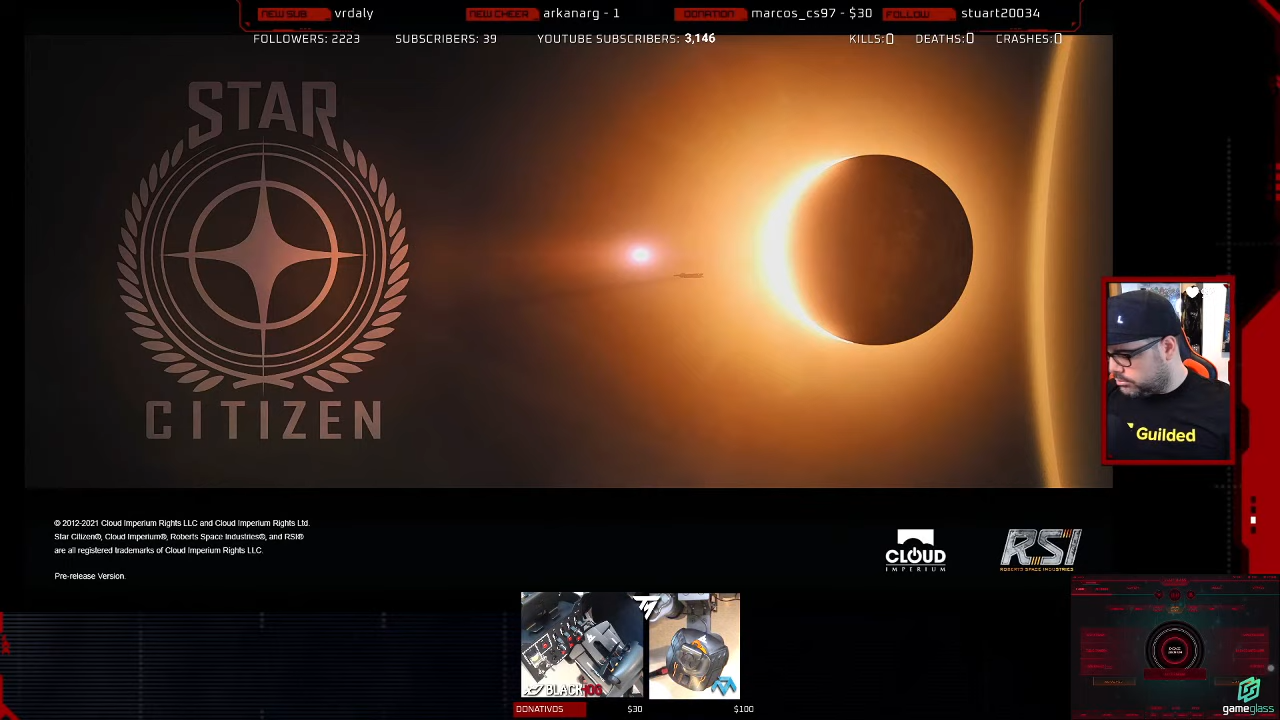 NEW SUB vrdaly NEW CHEER arkanarg - 1 DONATION marcos_cs97 - $30 FOLLOW stuart20034
FOLLOWERS: 2223 SUBSCRIBERS: 39 YOUTUBE SUBSCRIBERS: 3,146 KILLS:0 DEATHS:0 CRASHES:0
STAR
CITIZEN
L
Guilded
© 2012-2021 Cloud Imperium Rights LLC and Cloud Imperium Rights Ltd.
Star Citizen®, Cloud Imperium®, Roberts Space Industries®, and RSI®
are all registered trademarks of Cloud Imperium Rights LLC.
Pre-release Version.
CLOUD
IMPERIUM
RSI
ROBERTS SPACE INDUSTRIES
BLACK
DONATIVOS $30 $100
gameglass